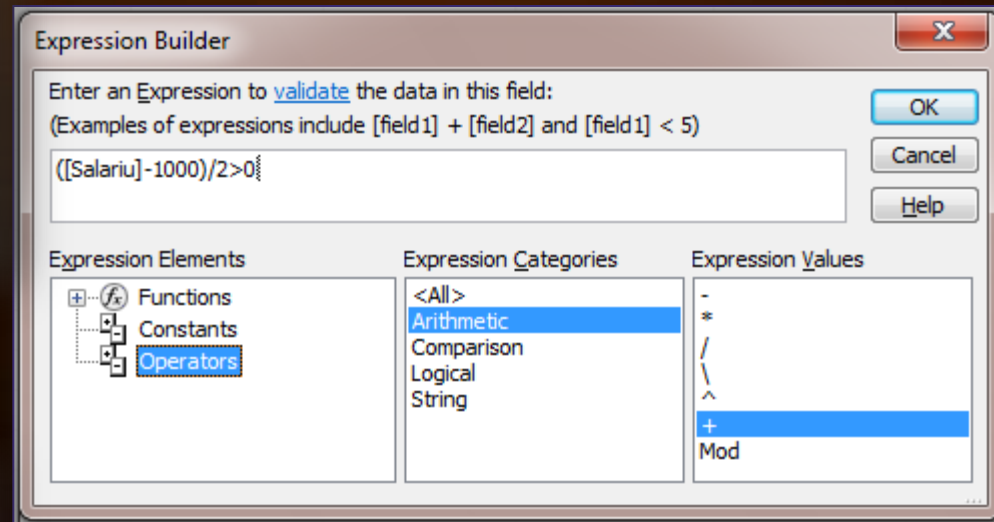 Expression Builder
X
Enter an Expression to validate the data in this field:
(Examples of expressions include [field1] + [field2] and [field1] < 5)
OK
([Salariu]-1000)/2>0
Cancel
Help
Expression Elements
Functions
Constants
Operators
Expression Categories
<All>
Arithmetic
Comparison
Logical
String
Expression Values
-
*
/
\
^
+
Mod